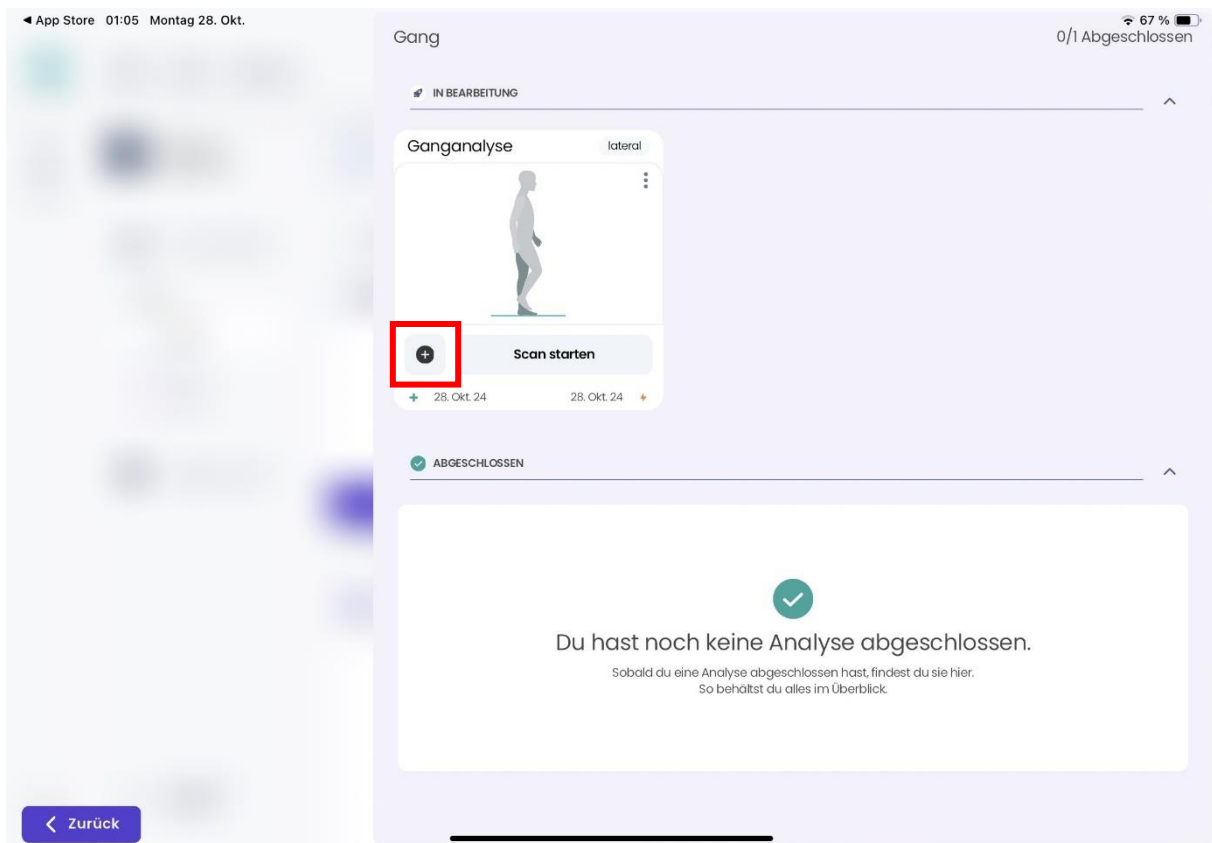 App Store 01:05 Montag 28. Okt.
67 %
Gang
0/1 Abgeschlossen
IN BEARBEITUNG
Ganganalyse
lateral
Scan starten
28. Okt. 24
28. Okt. 24
ABGESCHLOSSEN
Du hast noch keine Analyse abgeschlossen.
Sobald du eine Analyse abgeschlossen hast, findest du sie hier.
So behältst du alles im Überblick.
Zurück